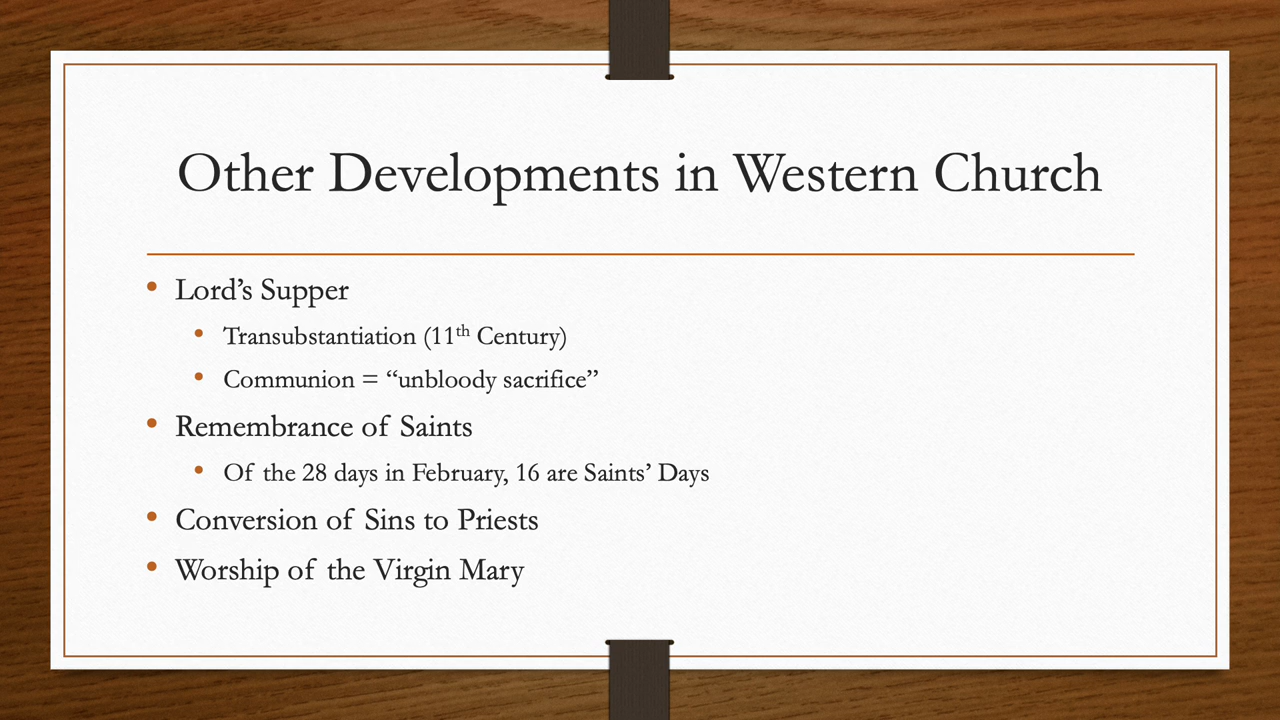 Other Developments in Western Church
• Lord’s Supper
• Transubstantiation (11th Century)
• Communion = “unbloody sacrifice”
• Remembrance of Saints
• Of the 28 days in February, 16 are Saints’ Days
• Conversion of Sins to Priests
• Worship of the Virgin Mary